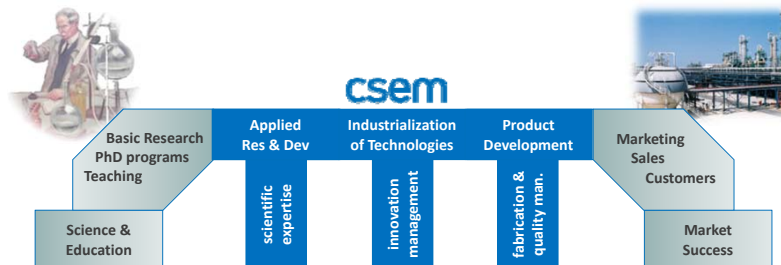 csem
Basic Research
PhD programs
Teaching
Applied
Res & Dev
Industrialization
of Technologies
Product
Development
Marketing
Sales
Customers
Science &
Education
scientific
expertise
innovation
management
fabrication &
quality man.
Market
Success